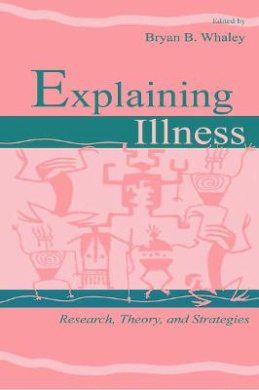 Edited by
Bryan B. Whaley
Explaining
Illness
Research, Theory, and Strategies